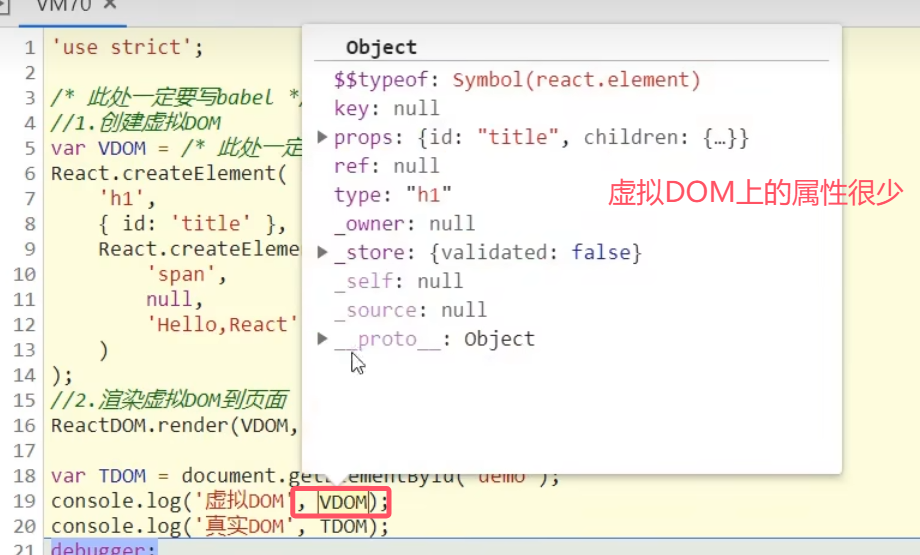 VM70 ×
1 'use strict';
2
3 /* 此处一定要写babel */
4 //1.创建虚拟DOM
5 var VDOM = /* 此处一定
6 React.createElement(
7 'h1',
8 { id: 'title' },
9 React.createEleme
10 'span',
11 null,
12 'Hello,React'
13 )
14 );
15 //2.渲染虚拟DOM到页面
16 ReactDOM.render(VDOM,
17
18 var TDOM = document.getElementById('demo');
19 console.log('虚拟DOM', VDOM);
20 console.log('真实DOM', TDOM);
21 debugger;
Object
$$typeof: Symbol(react.element)
key: null
props: {id: "title", children: {…}}
ref: null
type: "h1"
_owner: null
_store: {validated: false}
_self: null
_source: null
__proto__: Object
虚拟DOM上的属性很少